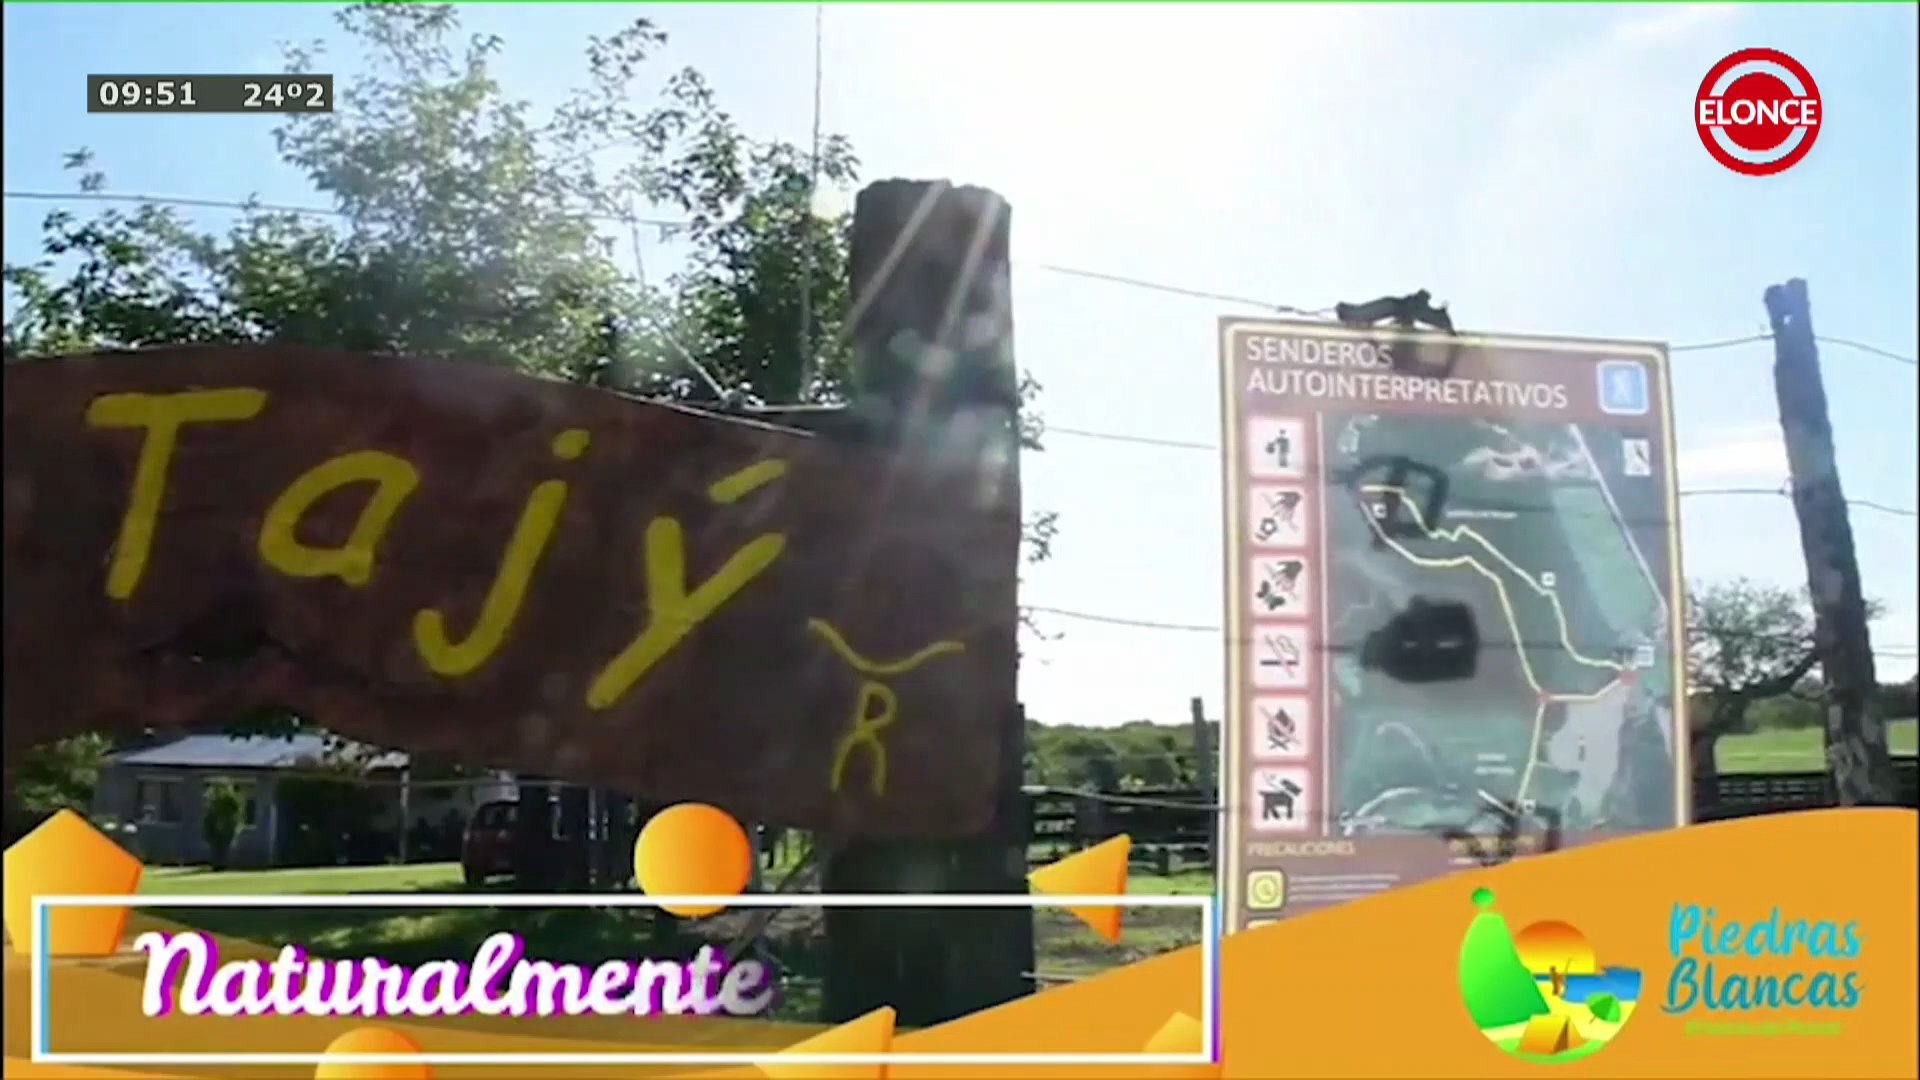 09:51 24º2
ELONCE
SENDEROS
AUTOINTERPRETATIVOS
Tajý
PRECAUCIONES
Naturalmente
Piedras
Blancas